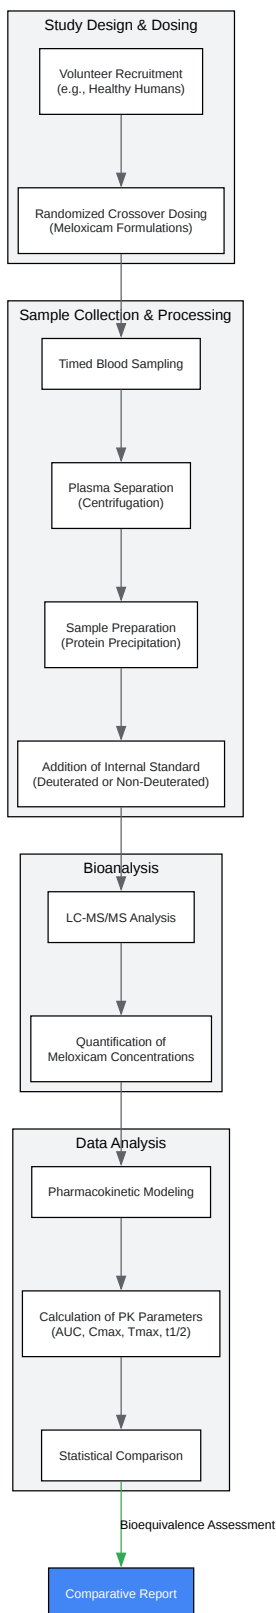 Study Design & Dosing
Volunteer Recruitment
(e.g., Healthy Humans)
Randomized Crossover Dosing
(Meloxicam Formulations)
Sample Collection & Processing
Timed Blood Sampling
Plasma Separation
(Centrifugation)
Sample Preparation
(Protein Precipitation)
Addition of Internal Standard
(Deuterated or Non-Deuterated)
Bioanalysis
LC-MS/MS Analysis
Quantification of
Meloxicam Concentrations
Data Analysis
Pharmacokinetic Modeling
Calculation of PK Parameters
(AUC, Cmax, Tmax, t1/2)
Statistical Comparison
Bioequivalence Assessment
Comparative Report